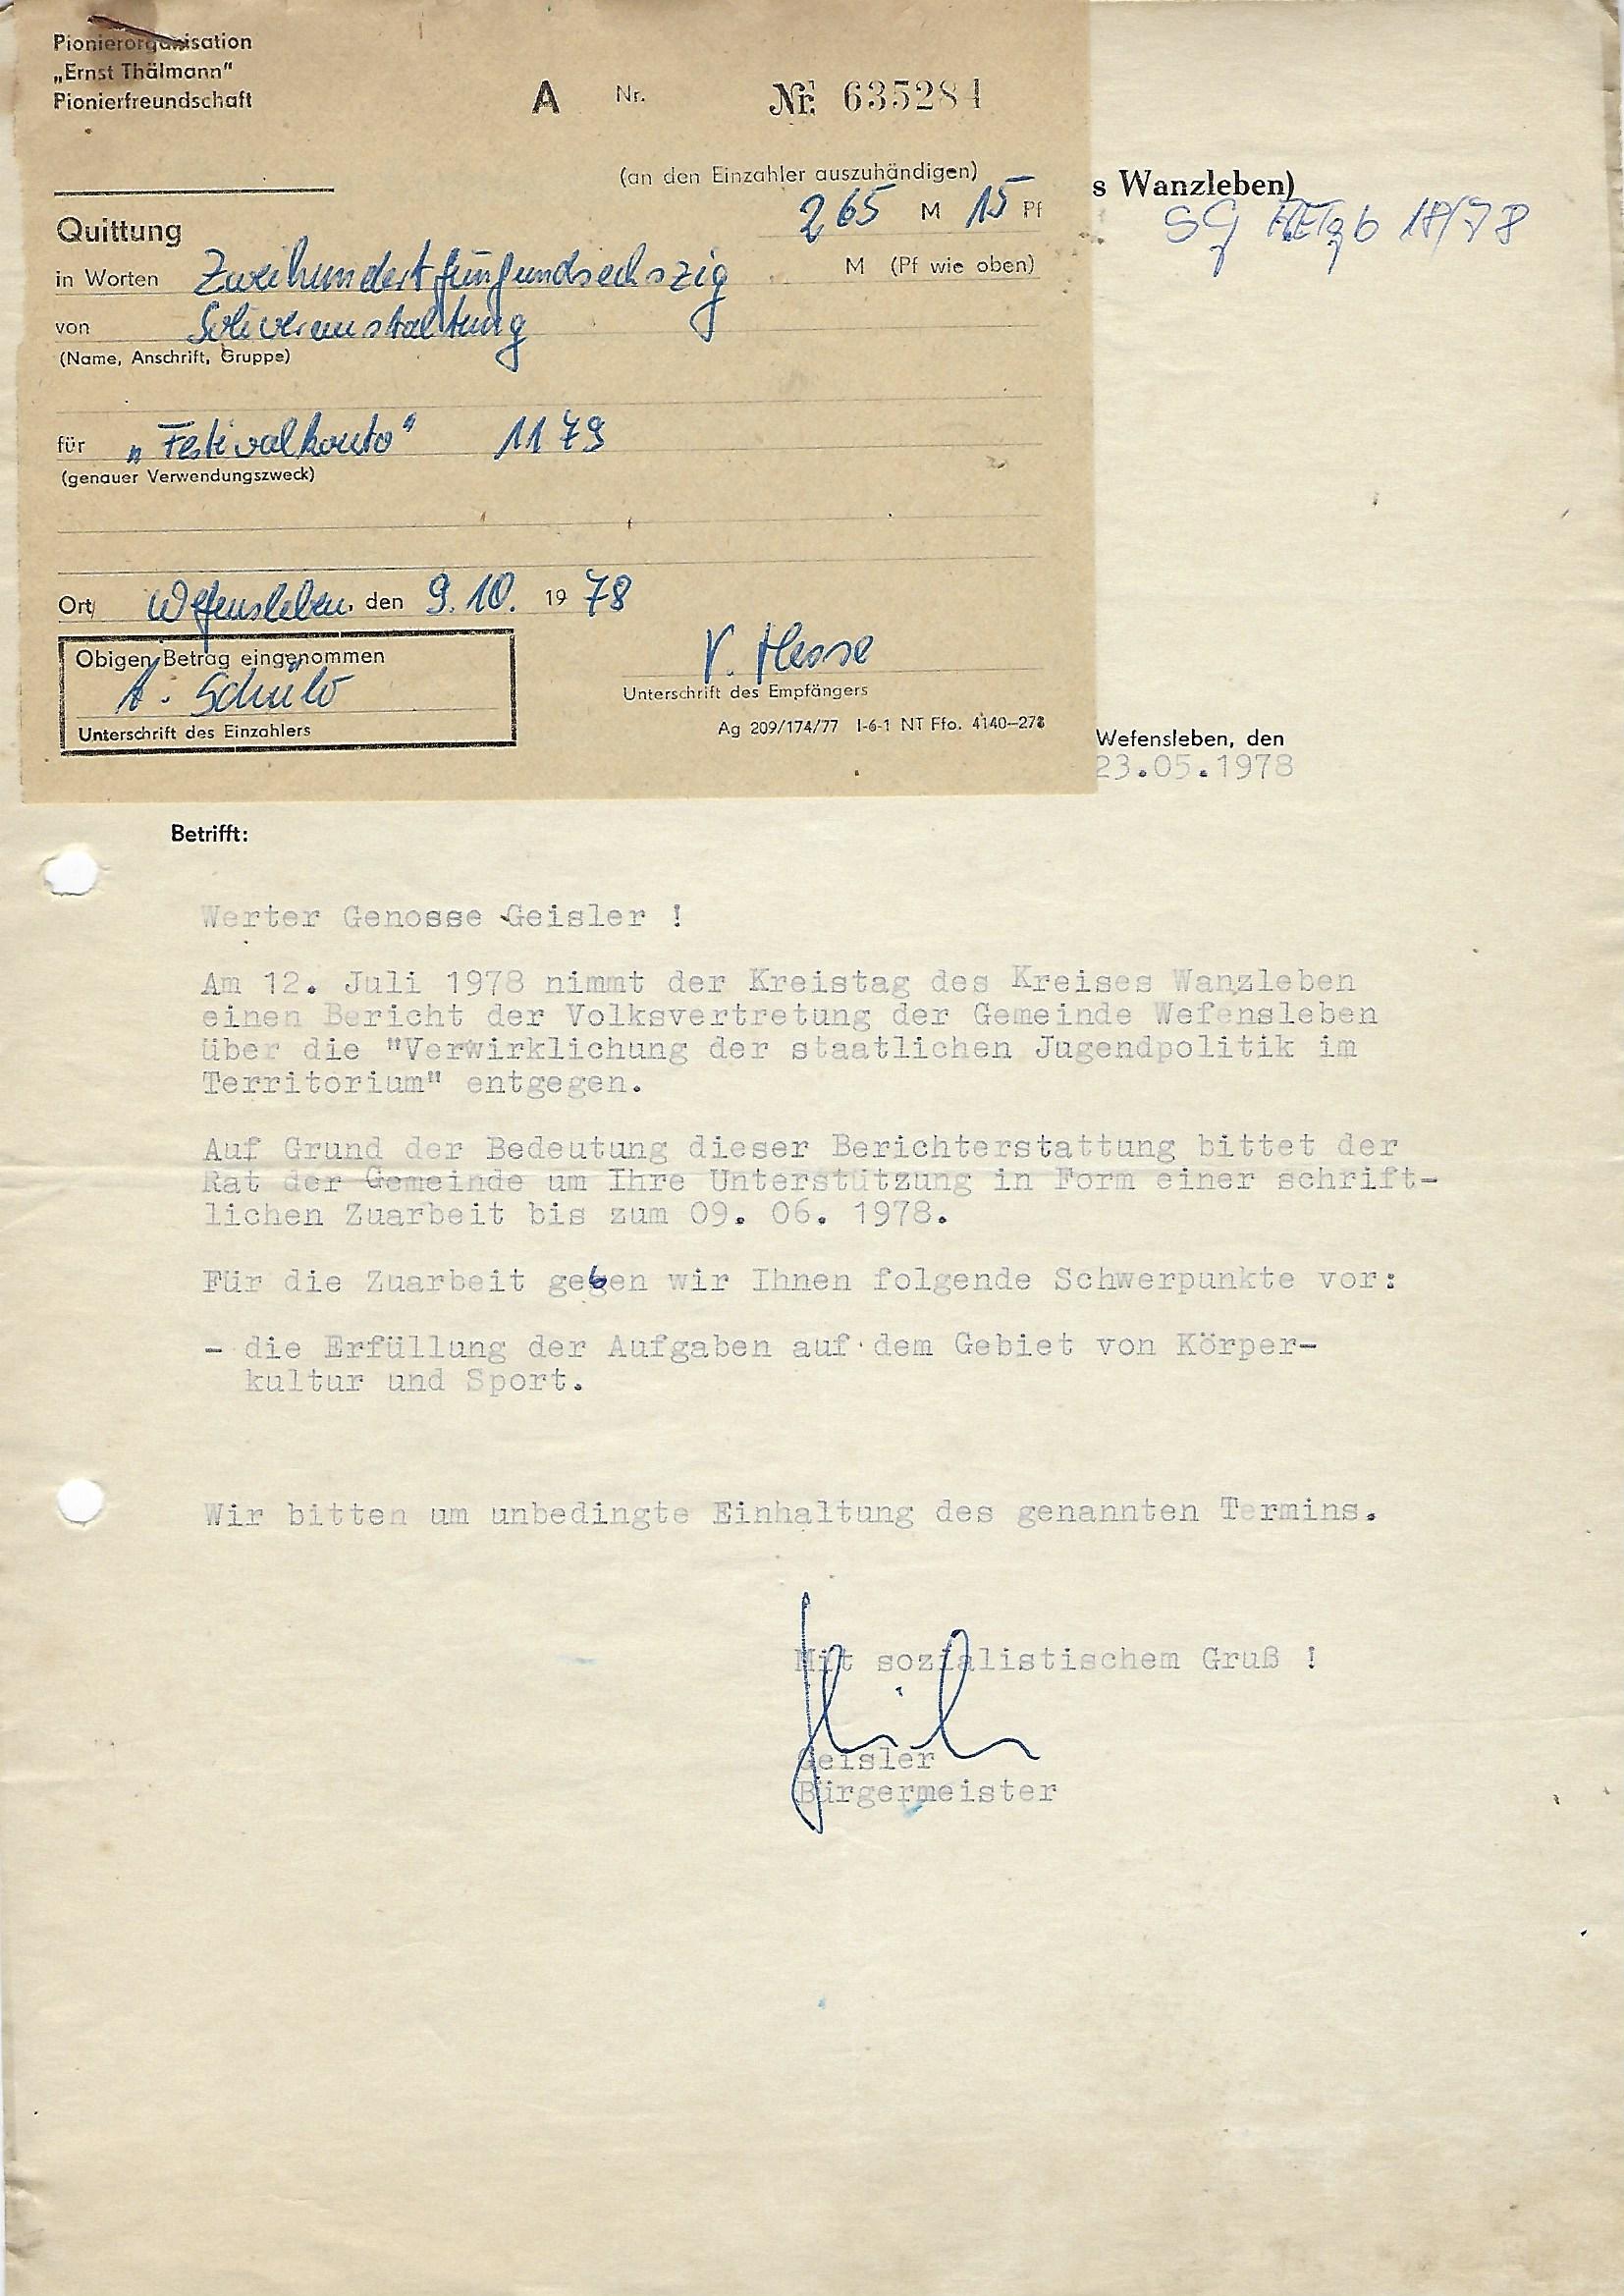 Pionierorganisation
„Ernst Thälmann“
Pionierfreundschaft
A Nr. Nr. 635284
(an den Einzahler auszuhändigen)
265 M 15 Pf
Quittung
in Worten Zweihundertfünfundsechszig M (Pf wie oben)
von Soliveranstaltung
(Name, Anschrift, Gruppe)
für „Festivalkonto“ 1179
(genauer Verwendungszweck)
Ort Wefensleben, den 9.10. 1978
Obigen Betrag eingenommen
Unterschrift des Einzahlers
V. Hesse
Unterschrift des Empfängers
Ag 209/174/77 I-6-1 NT Ffo. 4140–278
s Wanzleben)
SG 18/78
Wefensleben, den
23.05.1978
Betrifft:
Werter Genosse Geisler !
Am 12. Juli 1978 nimmt der Kreistag des Kreises Wanzleben
einen Bericht der Volksvertretung der Gemeinde Wefensleben
über die "Verwirklichung der staatlichen Jugendpolitik im
Territorium" entgegen.
Auf Grund der Bedeutung dieser Berichterstattung bittet der
Rat der Gemeinde um Ihre Unterstützung in Form einer schrift-
lichen Zuarbeit bis zum 09. 06. 1978.
Für die Zuarbeit geben wir Ihnen folgende Schwerpunkte vor:
- die Erfüllung der Aufgaben auf dem Gebiet von Körper-
kultur und Sport.
Wir bitten um unbedingte Einhaltung des genannten Termins.
Mit sozialistischem Gruß !
Geisler
Bürgermeister